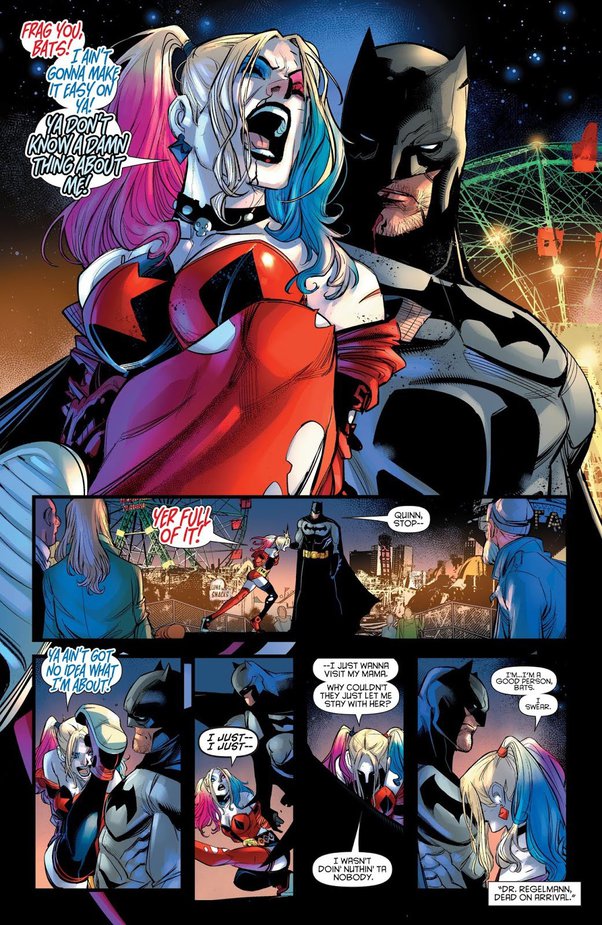 FRAG YOU,
BATS!
I AIN'T
GONNA MAKE
IT EASY ON
YA!
YA DON'T
KNOW A DAMN
THING ABOUT
ME!
YER FULL
OF IT!
QUINN,
STOP--
SNACKS
YA AIN'T GOT
NO IDEA WHAT
I'M ABOUT!
I JUST--
I JUST--
--I JUST WANNA
VISIT MY MAMA.
WHY COULDN'T
THEY JUST LET ME
STAY WITH HER?
I WASN'T
DOIN' NUTHIN' TA
NOBODY.
I'M...I'M A
GOOD PERSON,
BATS.
I
SWEAR.
"DR. REGELMANN,
DEAD ON ARRIVAL."